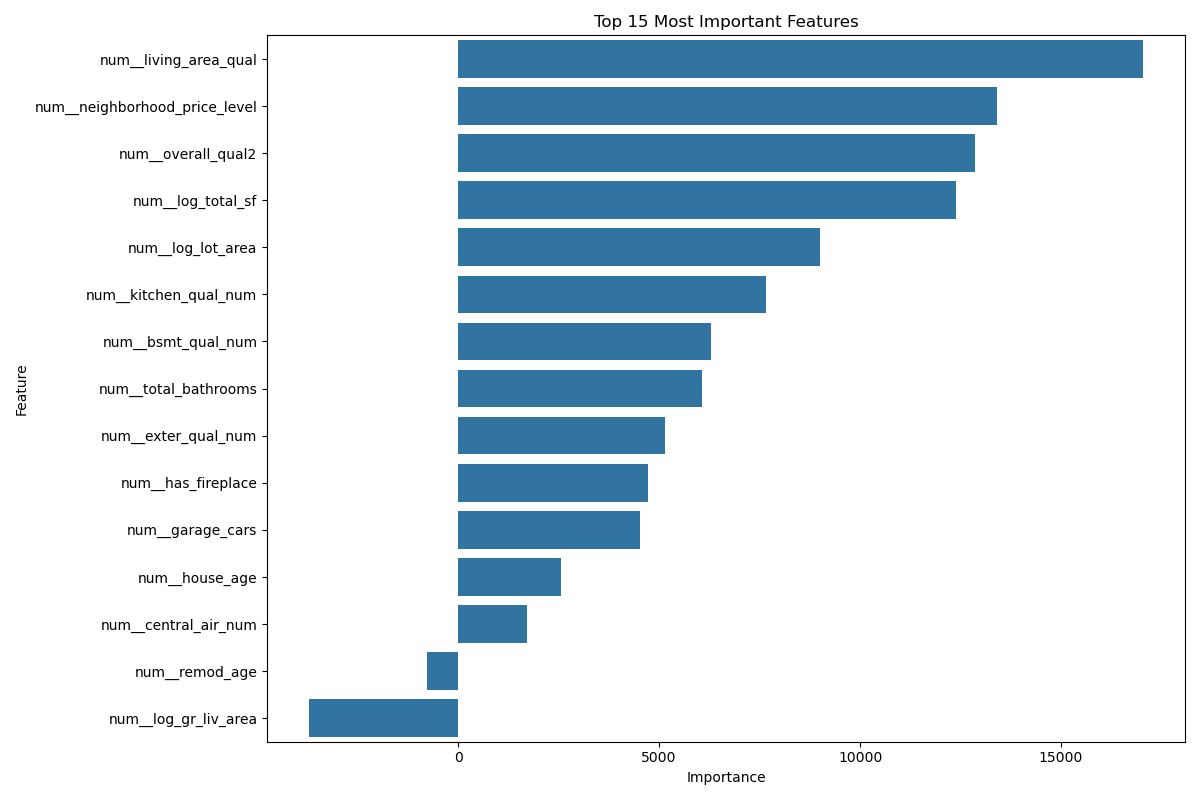 Top 15 Most Important Features
num__living_area_qual
num__neighborhood_price_level
num__overall_qual2
num__log_total_sf
num__log_lot_area
num__kitchen_qual_num
num__bsmt_qual_num
num__total_bathrooms
num__exter_qual_num
num__has_fireplace
num__garage_cars
num__house_age
num__central_air_num
num__remod_age
num__log_gr_liv_area
Feature
0 5000 10000 15000
Importance